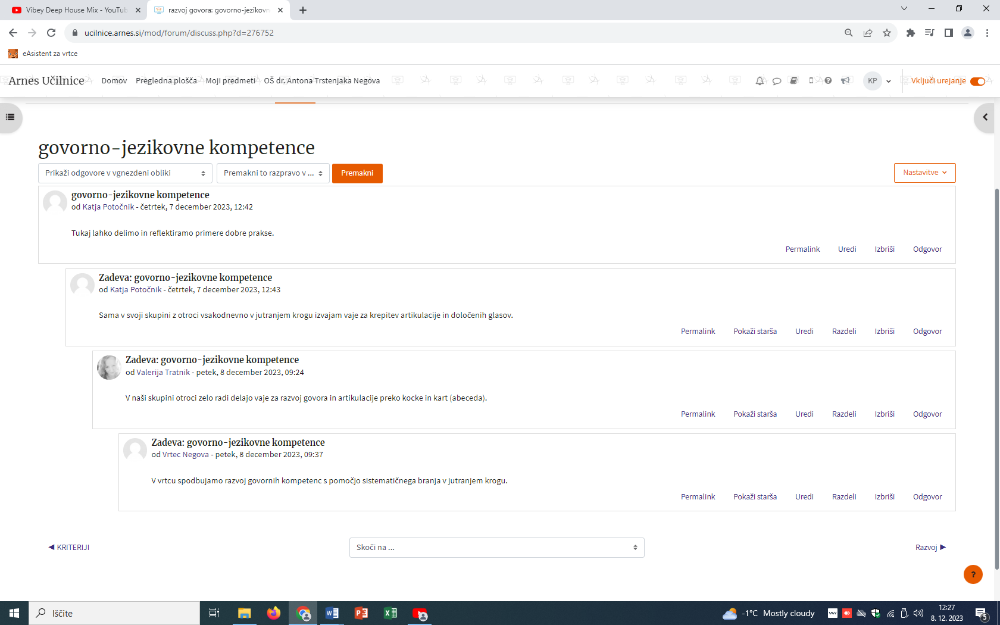 Vibey Deep House Mix - YouTub
razvoj govora: govorno-jezikovn
ucilnice.arnes.si/mod/forum/discuss.php?d=276752
eAsistent za vrtce
Arnes Učilnice Domov Pregledna plošča Moji predmeti OŠ dr. Antona Trstenjaka Negova KP Vključi urejanje
govorno-jezikovne kompetence
Prikaži odgovore v vgnezdeni obliki Premakni to razpravo v ... Premakni Nastavitve
govorno-jezikovne kompetence
od Katja Potočnik - četrtek, 7 december 2023, 12:42
Tukaj lahko delimo in reflektiramo primere dobre prakse.
Permalink Uredi Izbriši Odgovor
Zadeva: govorno-jezikovne kompetence
od Katja Potočnik - četrtek, 7 december 2023, 12:43
Sama v svoji skupini z otroci vsakodnevno v jutranjem krogu izvajam vaje za krepitev artikulacije in določenih glasov.
Permalink Pokaži starša Uredi Razdeli Izbriši Odgovor
Zadeva: govorno-jezikovne kompetence
od Valerija Tratnik - petek, 8 december 2023, 09:24
V naši skupini otroci zelo radi delajo vaje za razvoj govora in artikulacije preko kocke in kart (abeceda).
Permalink Pokaži starša Uredi Razdeli Izbriši Odgovor
Zadeva: govorno-jezikovne kompetence
od Vrtec Negova - petek, 8 december 2023, 09:37
V vrtcu spodbujamo razvoj govornih kompetenc s pomočjo sistematičnega branja v jutranjem krogu.
Permalink Pokaži starša Uredi Razdeli Izbriši Odgovor
◀ KRITERIJI Skoči na ... Razvoj ▶
?
Iščite -1°C Mostly cloudy 12:27
8. 12. 2023 5